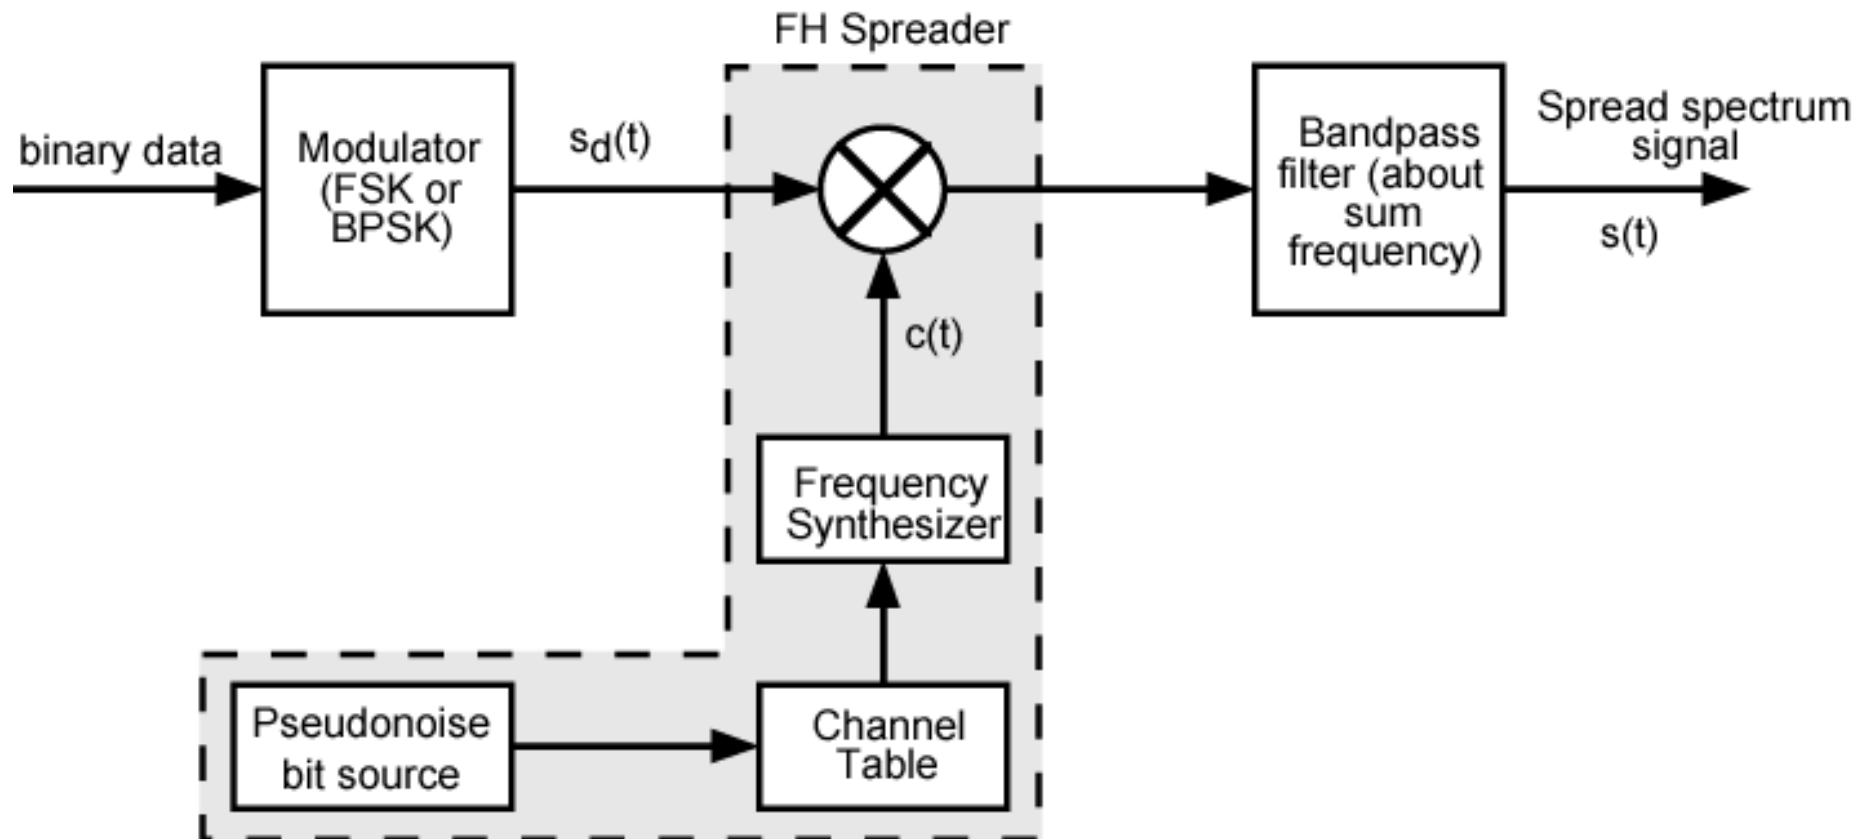 FH Spreader
binary data
Modulator
(FSK or
BPSK)
s_d(t)
Bandpass
filter (about
sum
frequency)
Spread spectrum
signal
s(t)
c(t)
Frequency
Synthesizer
Pseudonoise
bit source
Channel
Table